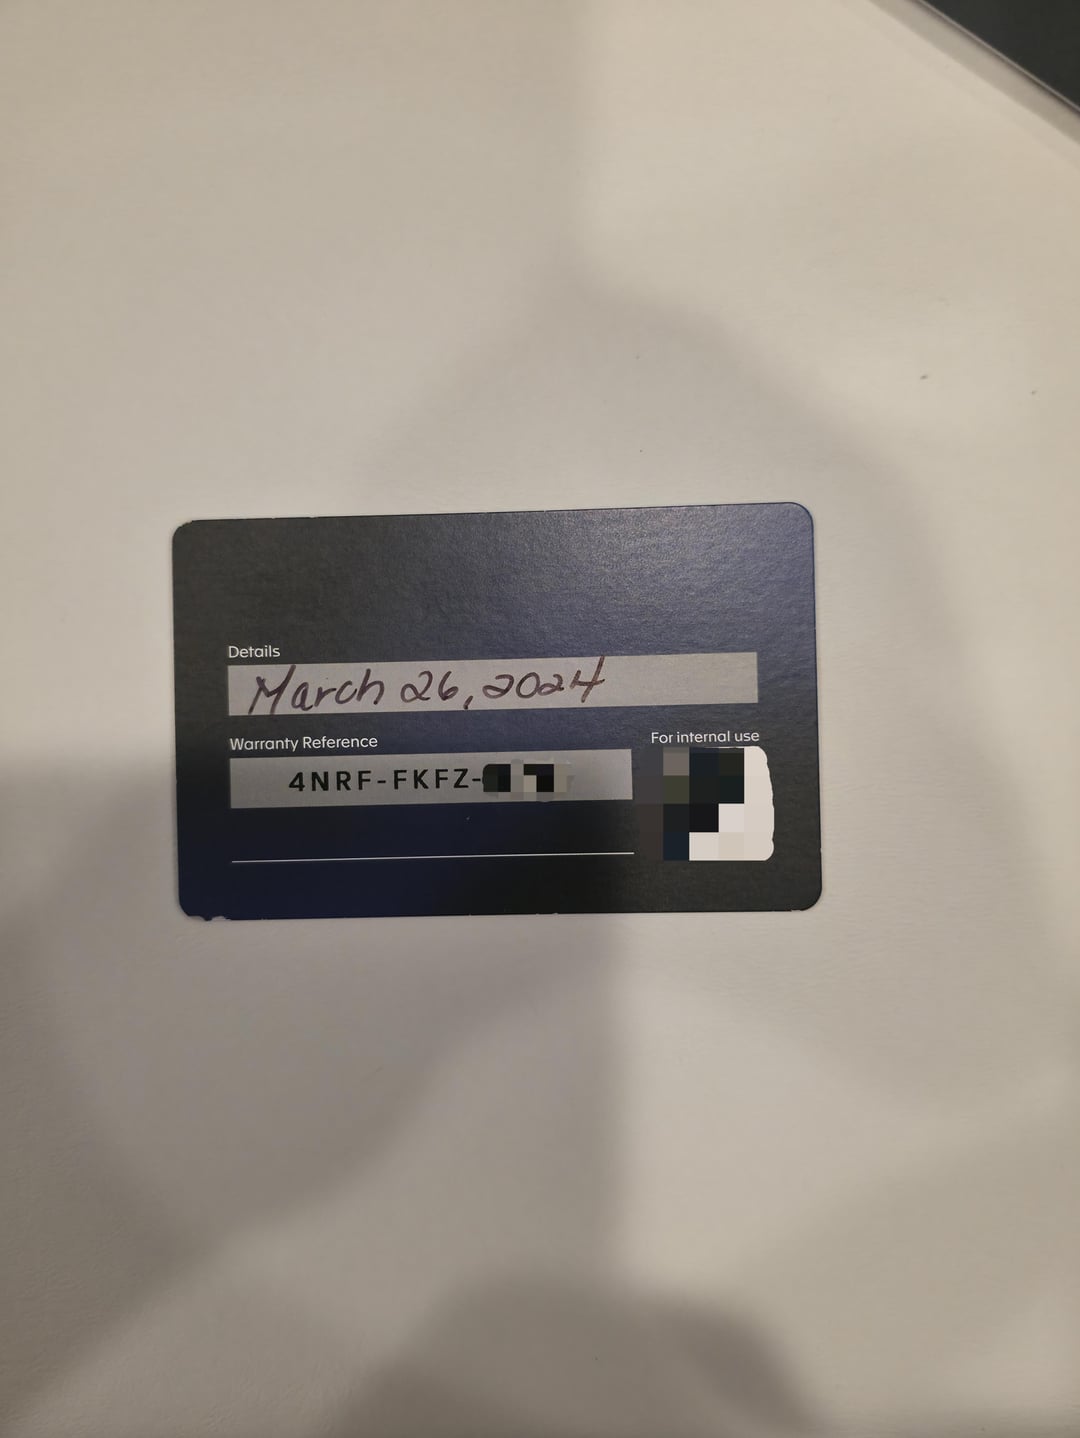 Details
March 26, 2024
Warranty Reference
For internal use
4NRF-FKFZ-